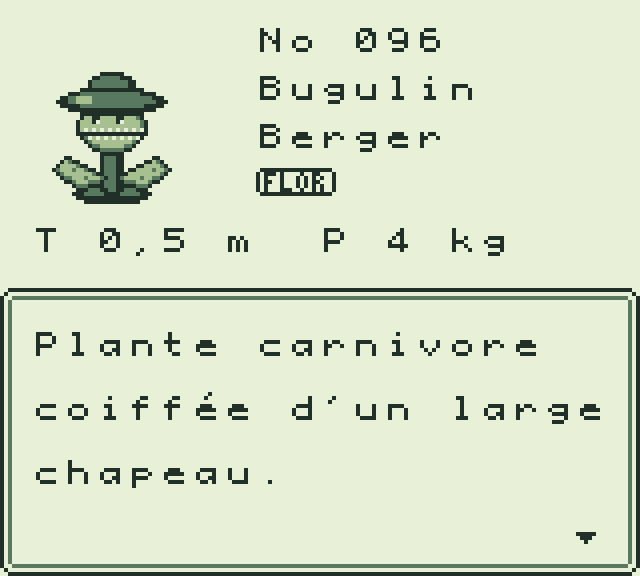 No 096
Bugulin
Berger
FLOR
T 0,5 m P 4 kg
Plante carnivore
coiffée d'un large
chapeau.